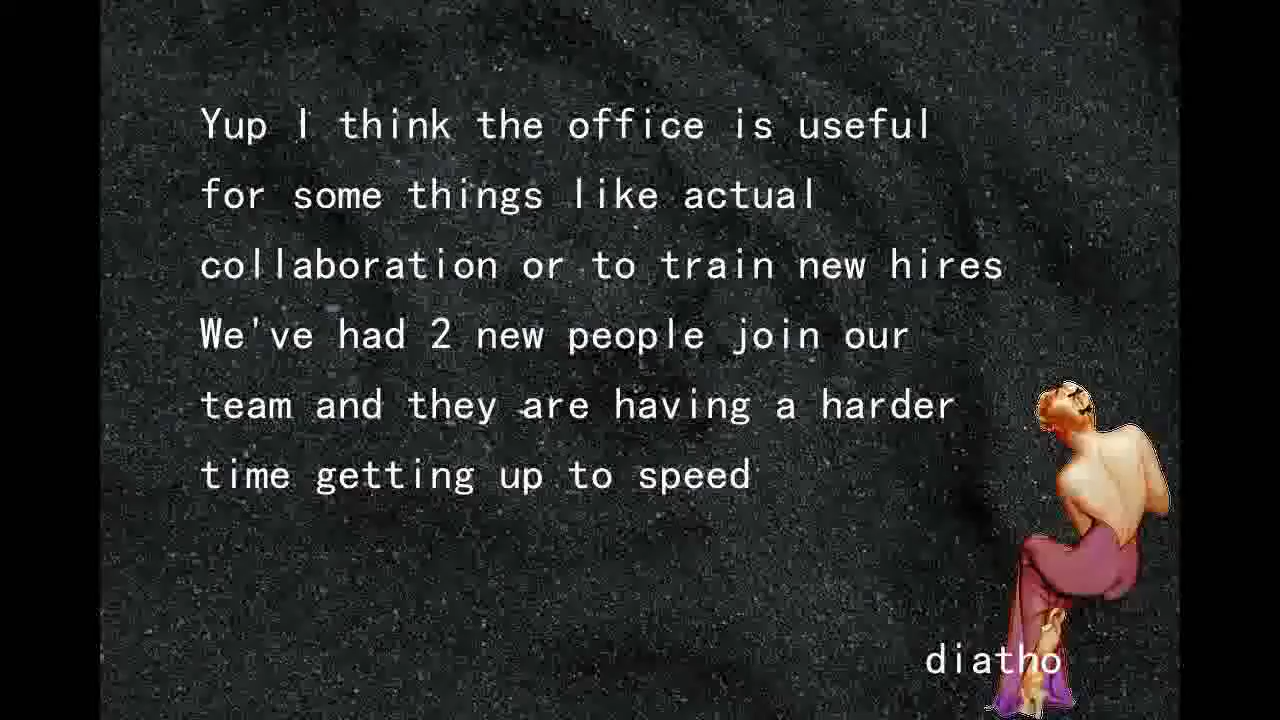 Yup I think the office is useful
for some things like actual
collaboration or to train new hires
We've had 2 new people join our
team and they are having a harder
time getting up to speed
diatho